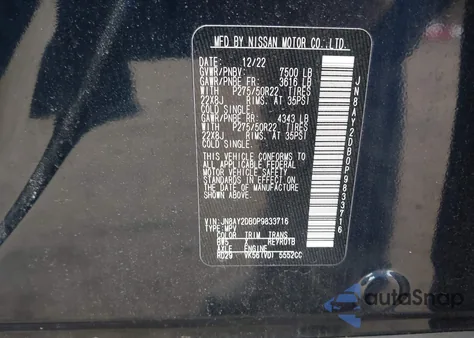 MFD BY NISSAN MOTOR CO.,LTD.
DATE: 12/22
GVWR/PNBV: 7500 LB
GAWR/PNBE FR: 3616 LB
WITH P275/50R22 TIRES
22X8J RIMS. AT 35PSI
COLD SINGLE.
GAWR/PNBE RR: 4343 LB
WITH P275/50R22 TIRES
22X8J RIMS. AT 35PSI
COLD SINGLE.
THIS VEHICLE CONFORMS TO
ALL APPLICABLE FEDERAL
MOTOR VEHICLE SAFETY
STANDARDS IN EFFECT ON
THE DATE OF MANUFACTURE
SHOWN ABOVE.
VIN: JN8AY2DB0P9833716
TYPE: MPV
COLOR TRIM TRANS
BW5 X RE7R01B
AXLE ENGINE
RD29 VK56(VD) 5552CC
JN8AY2DB0P9833716
autoSnap